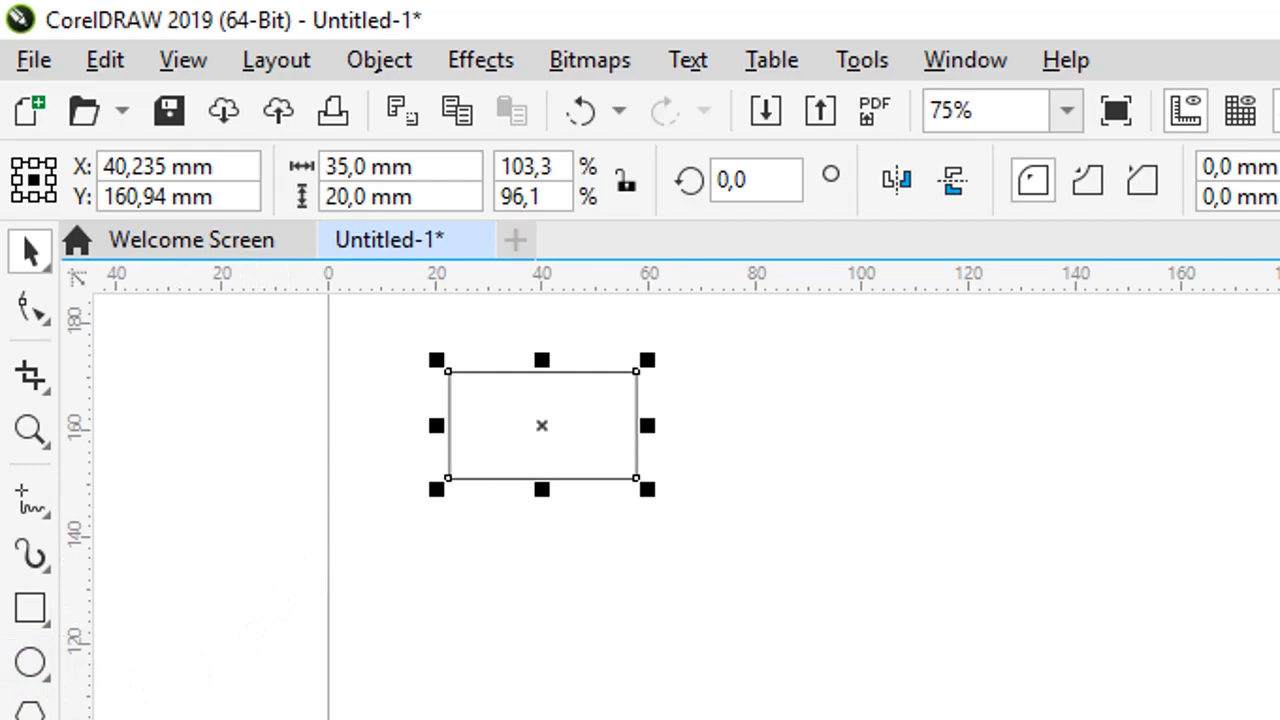 CorelDRAW 2019 (64-Bit) - Untitled-1*
File Edit View Layout Object Effects Bitmaps Text Table Tools Window Help
PDF 75%
X: 40,235 mm 35,0 mm 103,3 % 0,0 0,0 mm
Y: 160,94 mm 20,0 mm 96,1 % 0,0 mm
Welcome Screen Untitled-1*
40 20 0 20 40 60 80 100 120 140 160
180
160
140
120